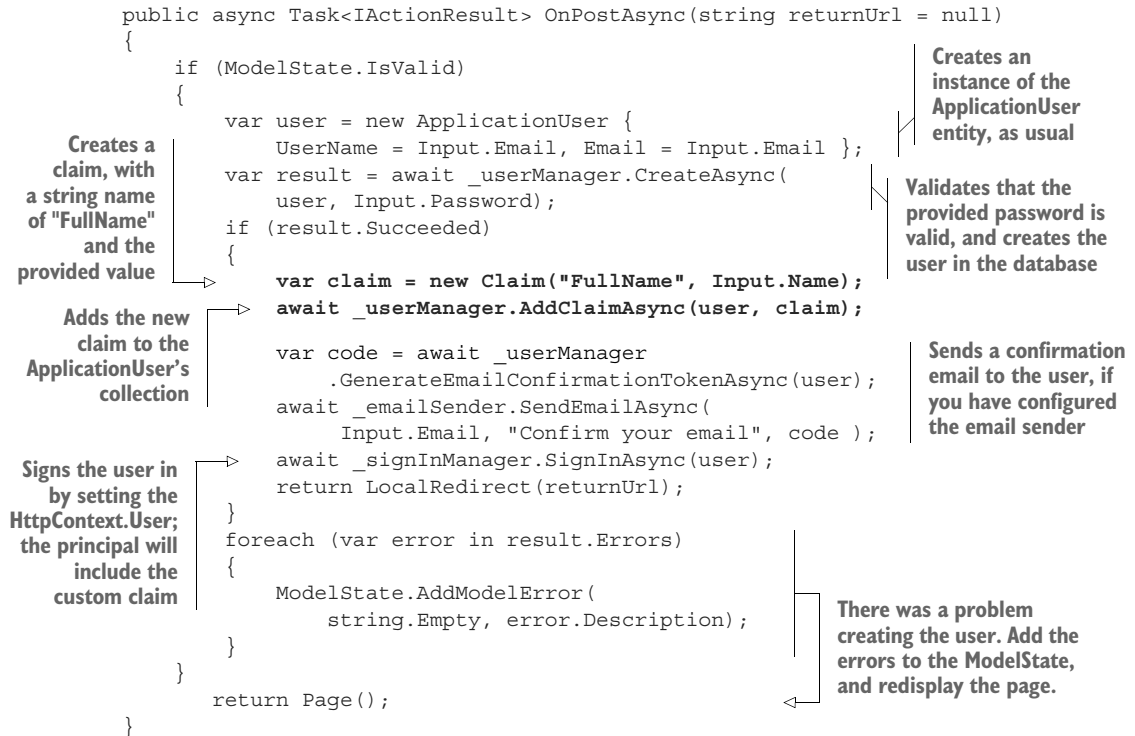 public async Task<IActionResult> OnPostAsync(string returnUrl = null)
{
if (ModelState.IsValid)
{
var user = new ApplicationUser {
UserName = Input.Email, Email = Input.Email };
var result = await _userManager.CreateAsync(
user, Input.Password);
if (result.Succeeded)
{
var claim = new Claim("FullName", Input.Name);
await _userManager.AddClaimAsync(user, claim);
var code = await _userManager
.GenerateEmailConfirmationTokenAsync(user);
await _emailSender.SendEmailAsync(
Input.Email, "Confirm your email", code );
await _signInManager.SignInAsync(user);
return LocalRedirect(returnUrl);
}
foreach (var error in result.Errors)
{
ModelState.AddModelError(
string.Empty, error.Description);
}
}
return Page();
}
Creates an
instance of the
ApplicationUser
entity, as usual
Creates a
claim, with
a string name
of "FullName"
and the
provided value
Validates that the
provided password is
valid, and creates the
user in the database
Adds the new
claim to the
ApplicationUser's
collection
Sends a confirmation
email to the user, if
you have configured
the email sender
Signs the user in
by setting the
HttpContext.User;
the principal will
include the
custom claim
There was a problem
creating the user. Add the
errors to the ModelState,
and redisplay the page.